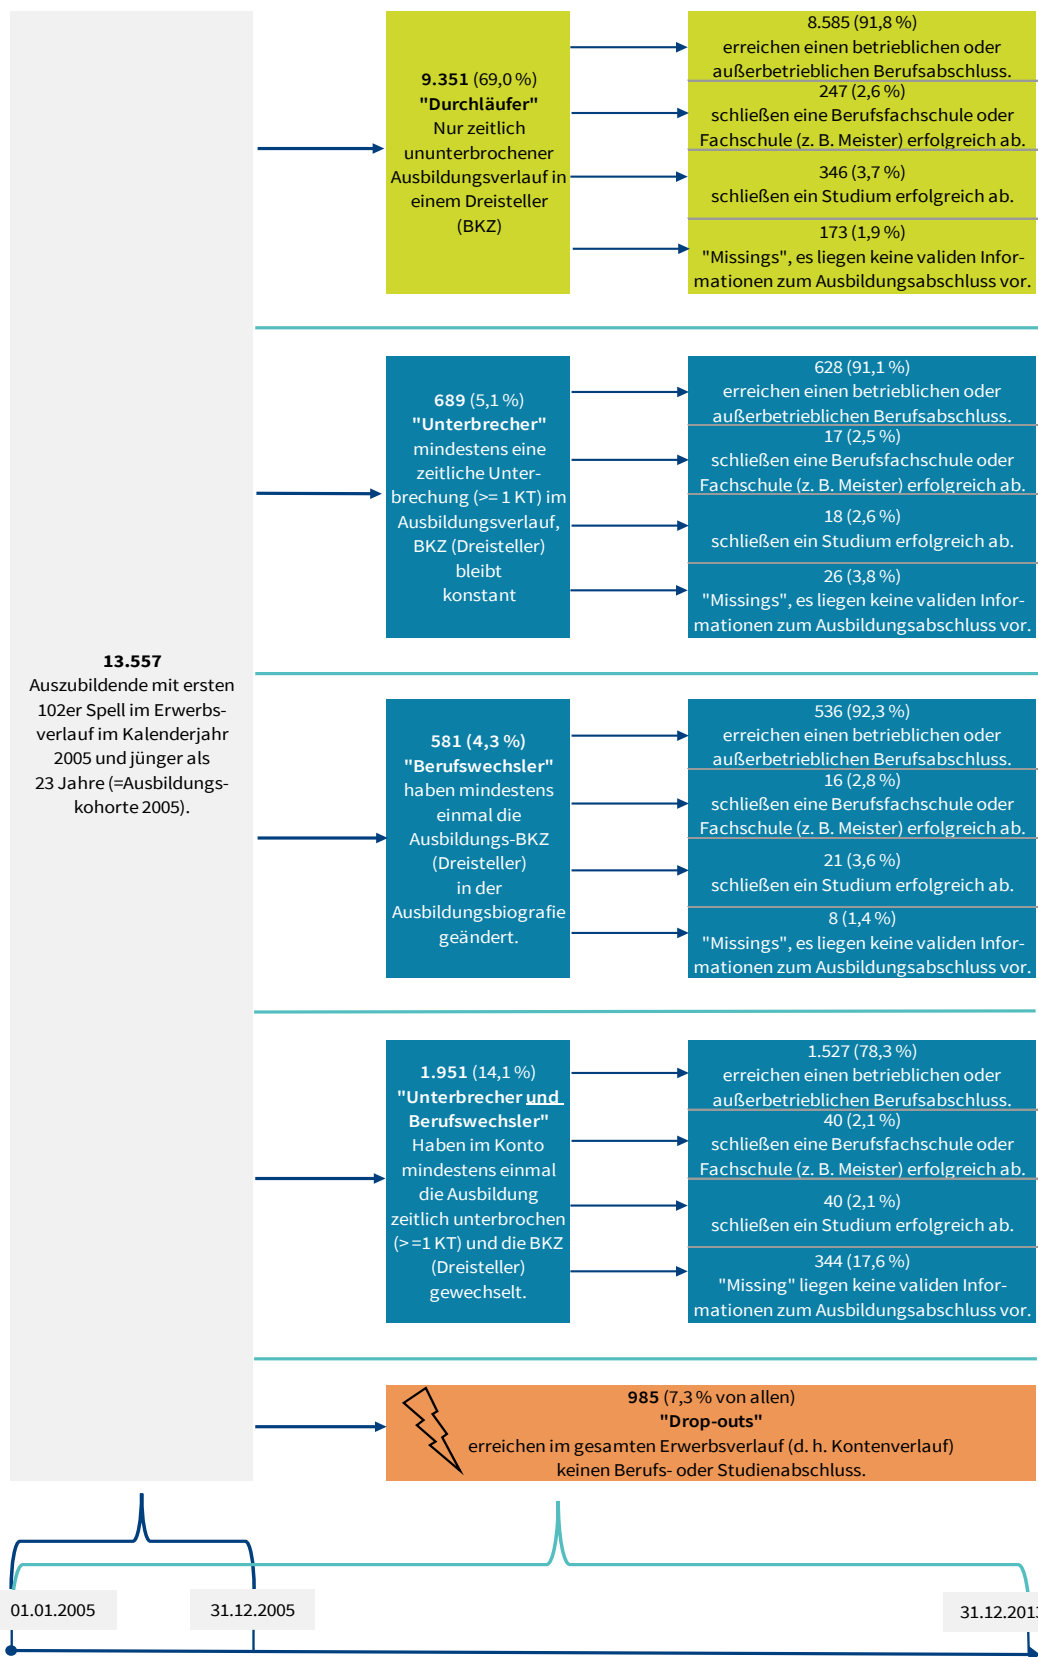 13.557
Auszubildende mit ersten
102er Spell im Erwerbs-
verlauf im Kalenderjahr
2005 und jünger als
23 Jahre (=Ausbildungs-
kohorte 2005).
9.351 (69,0 %)
"Durchläufer"
Nur zeitlich
ununterbrochener
Ausbildungsverlauf in
einem Dreisteller
(BKZ)
8.585 (91,8 %)
erreichen einen betrieblichen oder
außerbetrieblichen Berufsabschluss.
247 (2,6 %)
schließen eine Berufsfachschule oder
Fachschule (z. B. Meister) erfolgreich ab.
346 (3,7 %)
schließen ein Studium erfolgreich ab.
173 (1,9 %)
"Missings", es liegen keine validen Infor-
mationen zum Ausbildungsabschluss vor.
689 (5,1 %)
"Unterbrecher"
mindestens eine
zeitliche Unter-
brechung (>= 1 KT) im
Ausbildungsverlauf,
BKZ (Dreisteller)
bleibt
konstant
628 (91,1 %)
erreichen einen betrieblichen oder
außerbetrieblichen Berufsabschluss.
17 (2,5 %)
schließen eine Berufsfachschule oder
Fachschule (z. B. Meister) erfolgreich ab.
18 (2,6 %)
schließen ein Studium erfolgreich ab.
26 (3,8 %)
"Missings", es liegen keine validen Infor-
mationen zum Ausbildungsabschluss vor.
581 (4,3 %)
"Berufswechsler"
haben mindestens
einmal die
Ausbildungs-BKZ
(Dreisteller)
in der
Ausbildungsbiografie
geändert.
536 (92,3 %)
erreichen einen betrieblichen oder
außerbetrieblichen Berufsabschluss.
16 (2,8 %)
schließen eine Berufsfachschule oder
Fachschule (z. B. Meister) erfolgreich ab.
21 (3,6 %)
schließen ein Studium erfolgreich ab.
8 (1,4 %)
"Missings", es liegen keine validen Infor-
mationen zum Ausbildungsabschluss vor.
1.951 (14,1 %)
"Unterbrecher und
Berufswechsler"
Haben im Konto
mindestens einmal
die Ausbildung
zeitlich unterbrochen
(> =1 KT) und die BKZ
(Dreisteller)
gewechselt.
1.527 (78,3 %)
erreichen einen betrieblichen oder
außerbetrieblichen Berufsabschluss.
40 (2,1 %)
schließen eine Berufsfachschule oder
Fachschule (z. B. Meister) erfolgreich ab.
40 (2,1 %)
schließen ein Studium erfolgreich ab.
344 (17,6 %)
"Missing" liegen keine validen Infor-
mationen zum Ausbildungsabschluss vor.
985 (7,3 % von allen)
"Drop-outs"
erreichen im gesamten Erwerbsverlauf (d. h. Kontenverlauf)
keinen Berufs- oder Studienabschluss.
01.01.2005
31.12.2005
31.12.2013